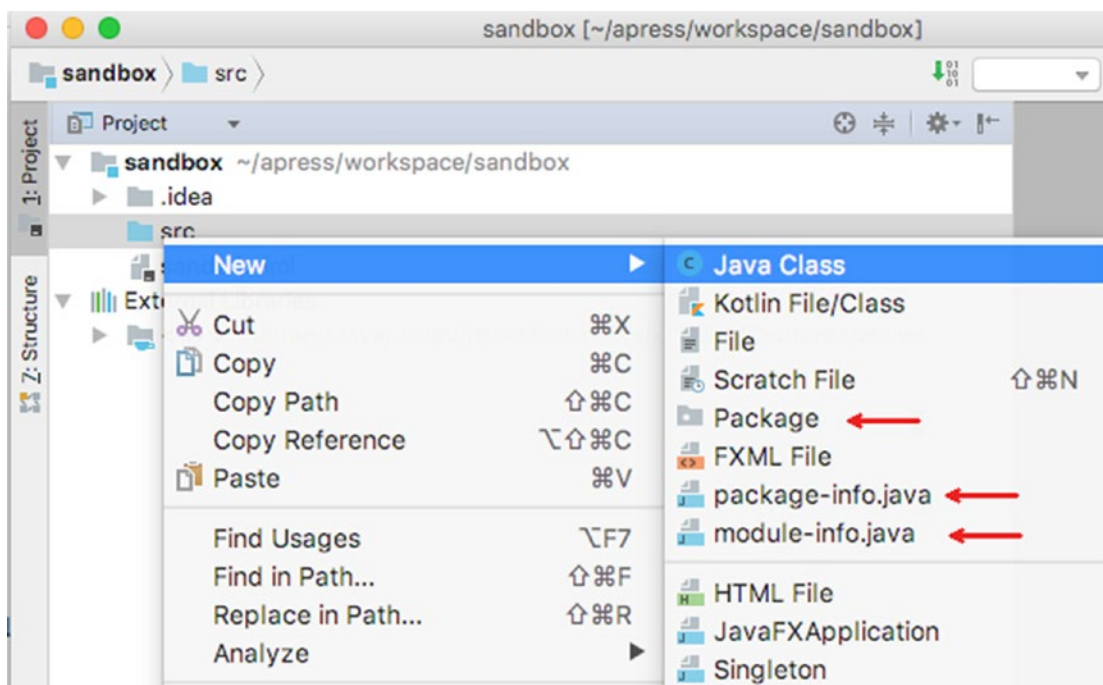 sandbox [~/apress/workspace/sandbox]
sandbox src
Project
sandbox ~/apress/workspace/sandbox
.idea
src
1: Project
7: Structure
New
Cut ⌘X
Copy ⌘C
Copy Path ⇧⌘C
Copy Reference ⌥⇧⌘C
Paste ⌘V
Find Usages ⌥F7
Find in Path... ⇧⌘F
Replace in Path... ⇧⌘R
Analyze
Java Class
Kotlin File/Class
File
Scratch File ⇧⌘N
Package
FXML File
package-info.java
module-info.java
HTML File
JavaFXApplication
Singleton